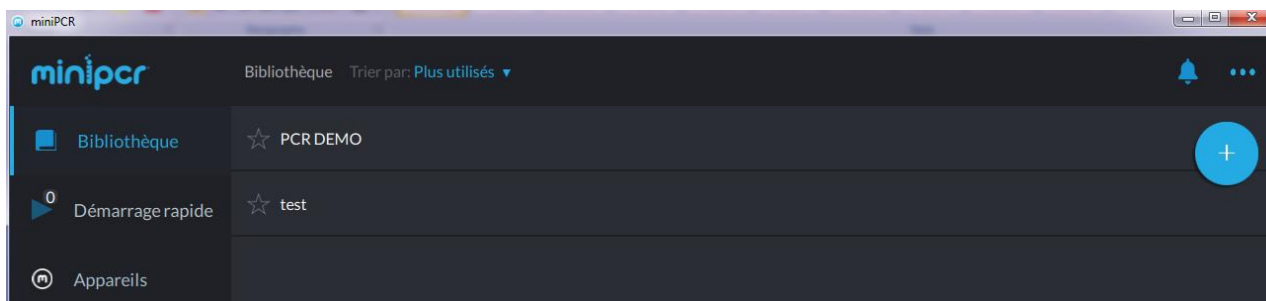 miniPCR
minipcr
Bibliothèque Trier par: Plus utilisés ▼
Bibliothèque
PCR DEMO
+
0
Démarrage rapide
test
m Appareils